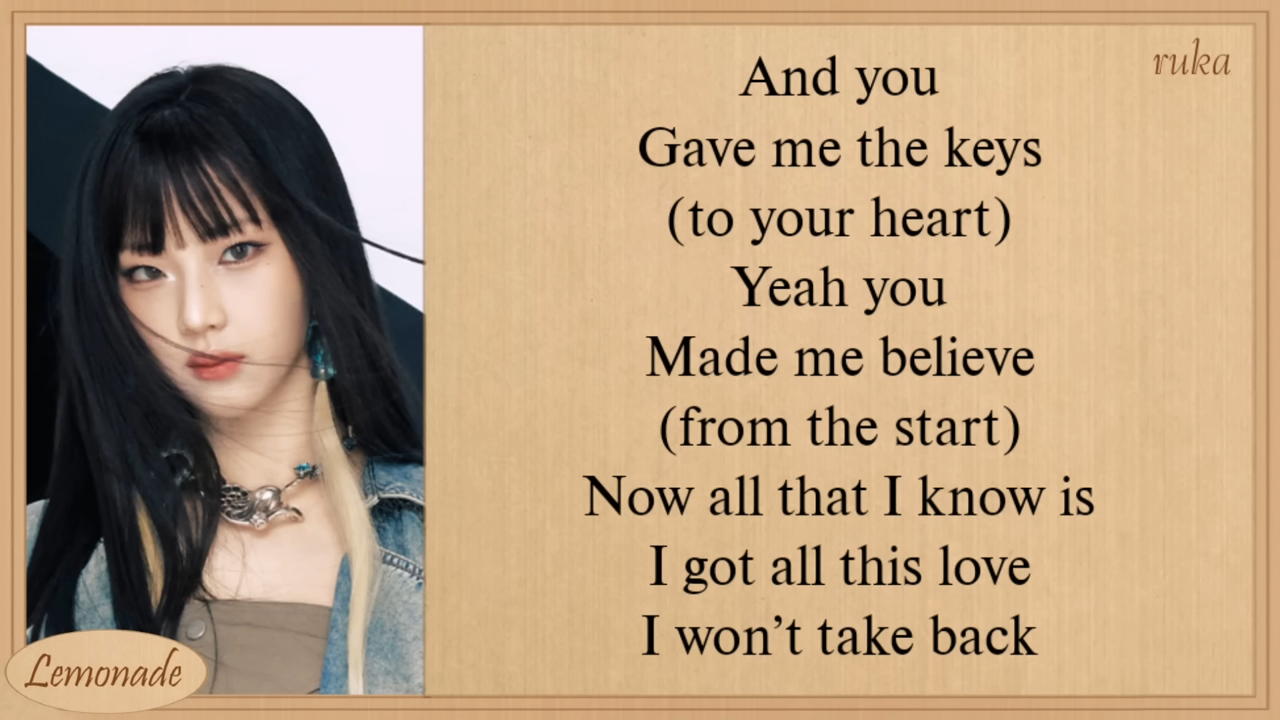 ruka
And you
Gave me the keys
(to your heart)
Yeah you
Made me believe
(from the start)
Now all that I know is
I got all this love
I won’t take back
Lemonade